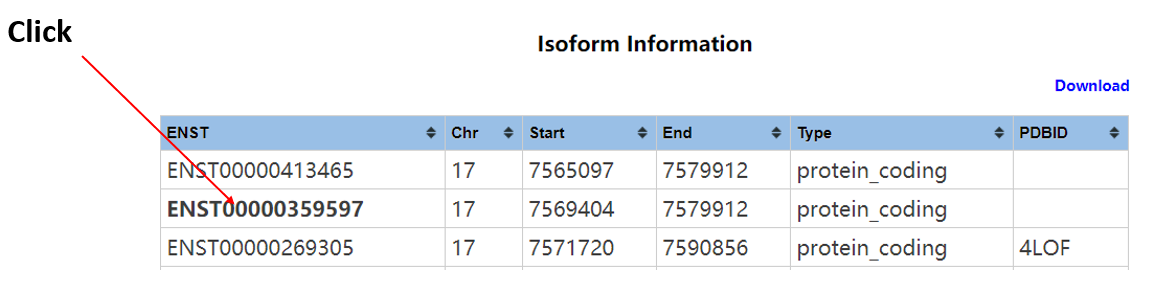 Click
Isoform Information
Download
ENST Chr Start End Type PDBID
ENST00000413465 17 7565097 7579912 protein_coding
ENST00000359597 17 7569404 7579912 protein_coding
ENST00000269305 17 7571720 7590856 protein_coding 4LOF